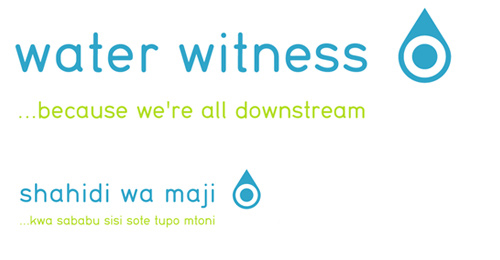 water witness
...because we're all downstream
shahidi wa maji
...kwa sababu sisi sote tupo mtoni